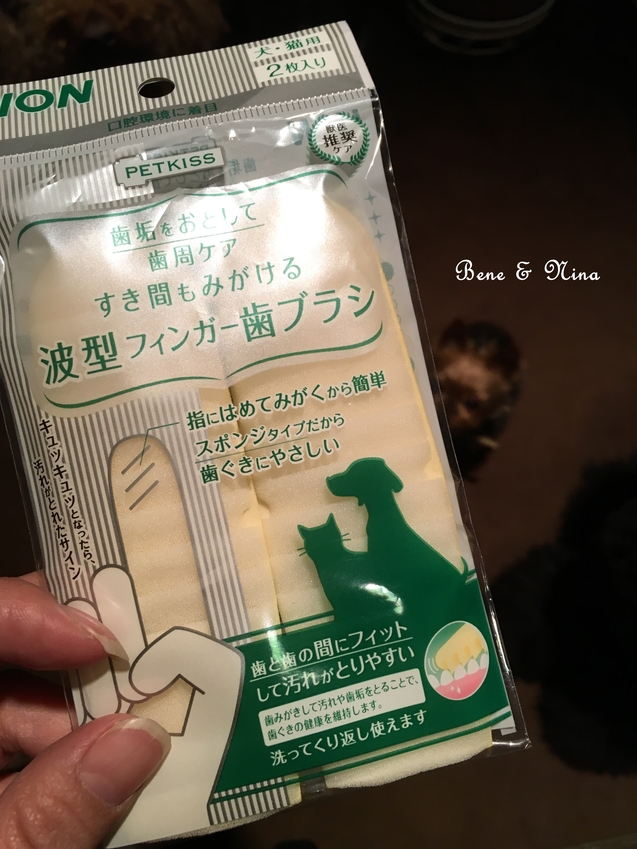 犬・猫用
2枚入り
ION
口腔環境に着目
PETKISS
獣医
推奨
ケア
歯垢をおとして
歯周ケア
すき間もみがける
波型フィンガー歯ブラシ
Bene & Nina
指にはめてみがくから簡単
スポンジタイプだから
歯ぐきにやさしい
キュッキュッとなったら、
汚れがとれたサイン
歯と歯の間にフィット
して汚れがとりやすい
歯みがきして汚れや歯垢をとることで、
歯ぐきの健康を維持します。
洗ってくり返し使えます